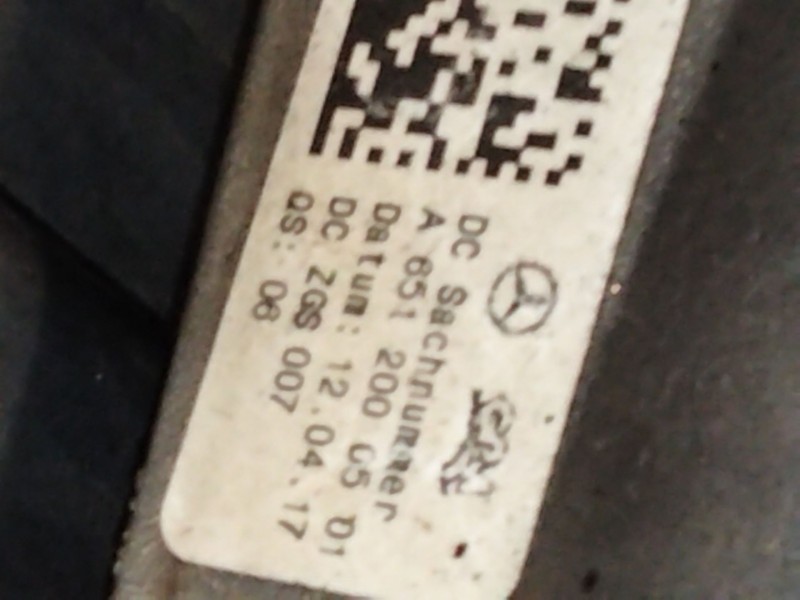 DC Sachnummer
A 651 200 05 01
Datum: 12.04.17
DC ZGS 007
QS: 06